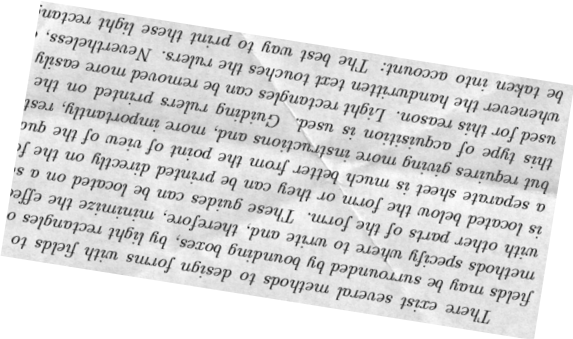 There exist several methods to design forms with fields to
fields may be surrounded by bounding boxes, by light rectangles o
methods specify where to write and, therefore, minimize the effe
with other parts of the form. These guides can be located on a s
is located below the form or they can be printed directly on the f
a separate sheet is much better from the point of view of the qua
but requires giving more instructions and, more importantly, rest
this type of acquisition is used. Guiding rulers printed on the
used for this reason. Light rectangles can be removed more easily
whenever the handwritten text touches the rulers. Nevertheless,
be taken into account: The best way to print these light rectan